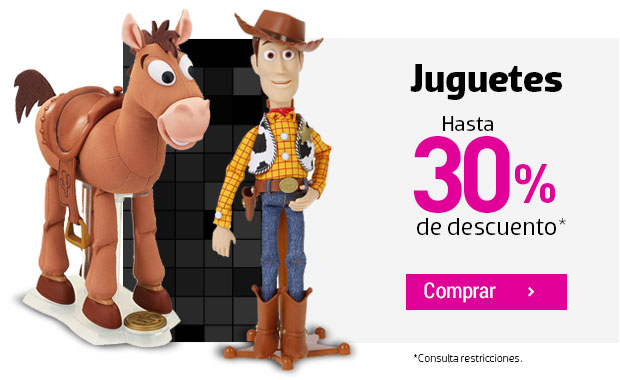 Juguetes
Hasta
30%
de descuento*
Comprar >
*Consulta restricciones.